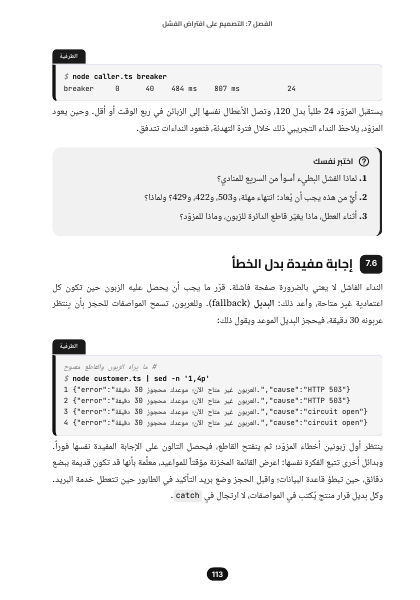 الفصل 7: التصميم على افتراض الفشل
الطرفية
$ node caller.ts breaker
breaker 0 40 484 ms 807 ms 24
يستقبل المزوّد 24 طلباً بدل 120، وتصل الأعطال نفسها إلى الزبائن في ربع الوقت أو أقل. وحين يعود
المزوّد، يلاحظ النداء التجريبي ذلك خلال فترة التهدئة، فتعود النداءات تتدفق.
اختبر نفسك
1. لماذا الفشل البطيء أسوأ من السريع للمنادي؟
2. أيٌّ من هذه يجب أن يُعاد: انتهاء مهلة، و503، و422، و429؟ ولماذا؟
3. أثناء العطل، ماذا يغيّر قاطع الدائرة للزبون، وماذا للمزوّد؟
7.6 إجابة مفيدة بدل الخطأ
النداء الفاشل لا يعني بالضرورة صفحة فاشلة. قرّر ما يجب أن يحصل عليه الزبون حين تكون كل
اعتمادية غير متاحة، وأعد ذلك: البديل (fallback). وللعربون، تسمح المواصفات للحجز بأن ينتظر
عربونه 30 دقيقة، فيحجز البديل الموعد ويقول ذلك:
الطرفية
# ما يراه الزبون والقاطع مفتوح
$ node customer.ts | sed -n '1,4p'
1 {"error":"العربون غير متاح الآن؛ موعدك محجوز 30 دقيقة.","cause":"HTTP 503"}
2 {"error":"العربون غير متاح الآن؛ موعدك محجوز 30 دقيقة.","cause":"HTTP 503"}
3 {"error":"العربون غير متاح الآن؛ موعدك محجوز 30 دقيقة.","cause":"circuit open"}
4 {"error":"العربون غير متاح الآن؛ موعدك محجوز 30 دقيقة.","cause":"circuit open"}
ينتظر أول زبونين أخطاء المزوّد؛ ثم ينفتح القاطع، فيحصل التالون على الإجابة المفيدة نفسها فوراً.
وبدائل أخرى تتبع الفكرة نفسها: اعرض القائمة المخزنة مؤقتاً للمواعيد، معلَّمة بأنها قد تكون قديمة ببضع
دقائق، حين تبطؤ قاعدة البيانات؛ واقبل الحجز وضع بريد التأكيد في الطابور حين تتعطل خدمة البريد.
وكل بديل قرار منتج يُكتب في المواصفات، لا ارتجال في catch.
113